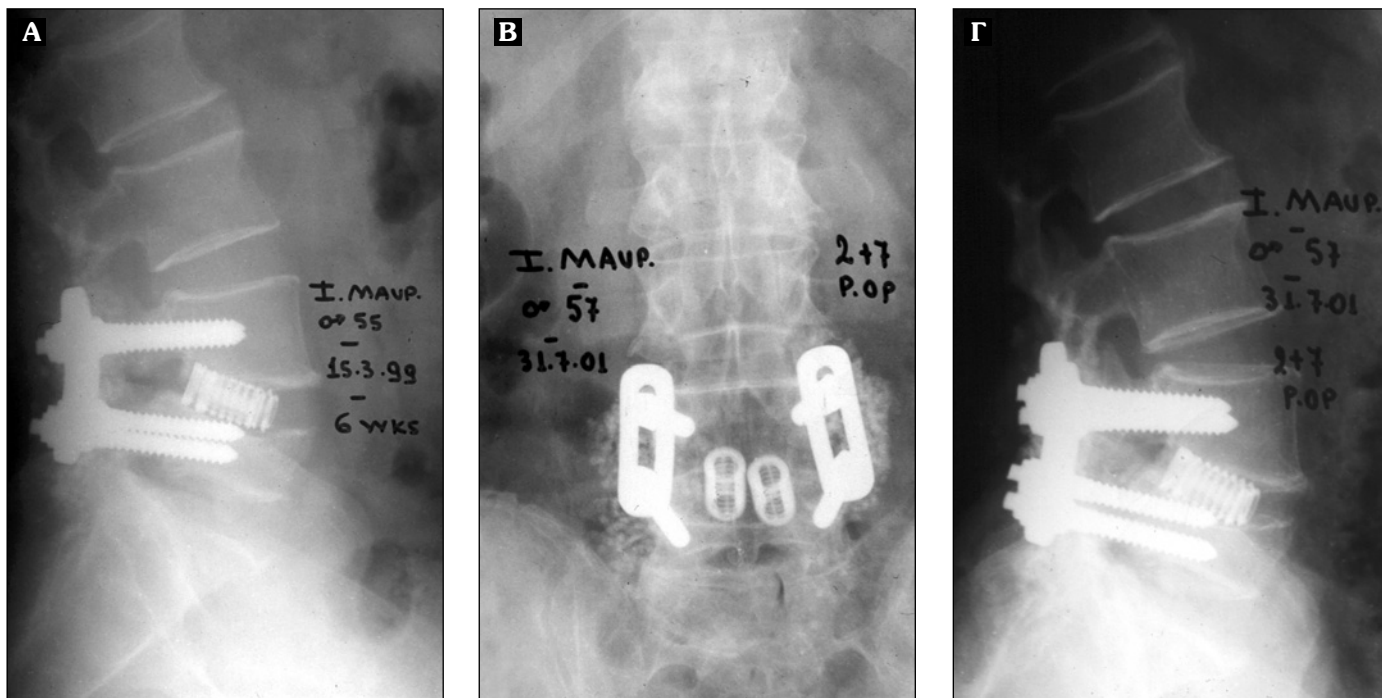 Α
I. MAUP.
♂ 55
–
15.3.99
–
6 WKS
Β
I. MAUP.
♂ 57
–
31.7.01
2+7
P.OP
Γ
I. MAUP.
–
♂ 57
–
31.7.01
2+7
P.OP